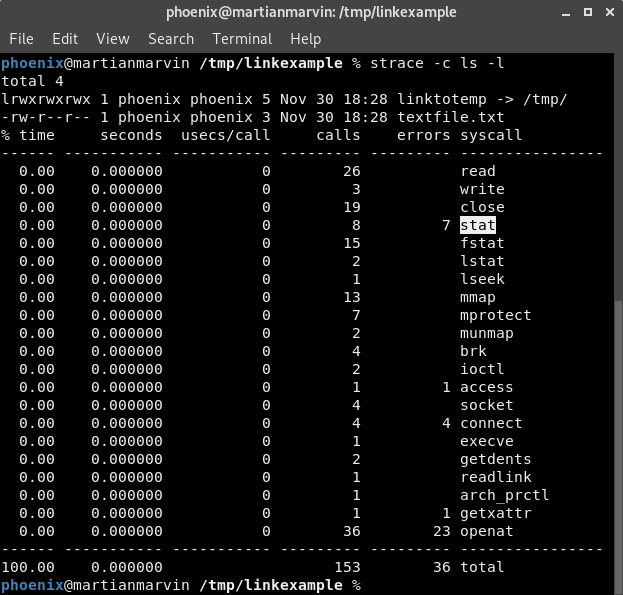 phoenix@martianmarvin: /tmp/linkexample
File Edit View Search Terminal Help
phoenix@martianmarvin /tmp/linkexample % strace -c ls -l
total 4
lrwxrwxrwx 1 phoenix phoenix 5 Nov 30 18:28 linktotemp -> /tmp/
-rw-r--r-- 1 phoenix phoenix 3 Nov 30 18:28 textfile.txt
% time     seconds  usecs/call     calls    errors syscall
------ ----------- ----------- --------- --------- ----------------
  0.00    0.000000           0        26           read
  0.00    0.000000           0         3           write
  0.00    0.000000           0        19           close
  0.00    0.000000           0         8         7 stat
  0.00    0.000000           0        15           fstat
  0.00    0.000000           0         2           lstat
  0.00    0.000000           0         1           lseek
  0.00    0.000000           0        13           mmap
  0.00    0.000000           0         7           mprotect
  0.00    0.000000           0         2           munmap
  0.00    0.000000           0         4           brk
  0.00    0.000000           0         2           ioctl
  0.00    0.000000           0         1         1 access
  0.00    0.000000           0         4           socket
  0.00    0.000000           0         4         4 connect
  0.00    0.000000           0         1           execve
  0.00    0.000000           0         2           getdents
  0.00    0.000000           0         1           readlink
  0.00    0.000000           0         1           arch_prctl
  0.00    0.000000           0         1         1 getxattr
  0.00    0.000000           0        36        23 openat
------ ----------- ----------- --------- --------- ----------------
100.00    0.000000                   153        36 total
phoenix@martianmarvin /tmp/linkexample %